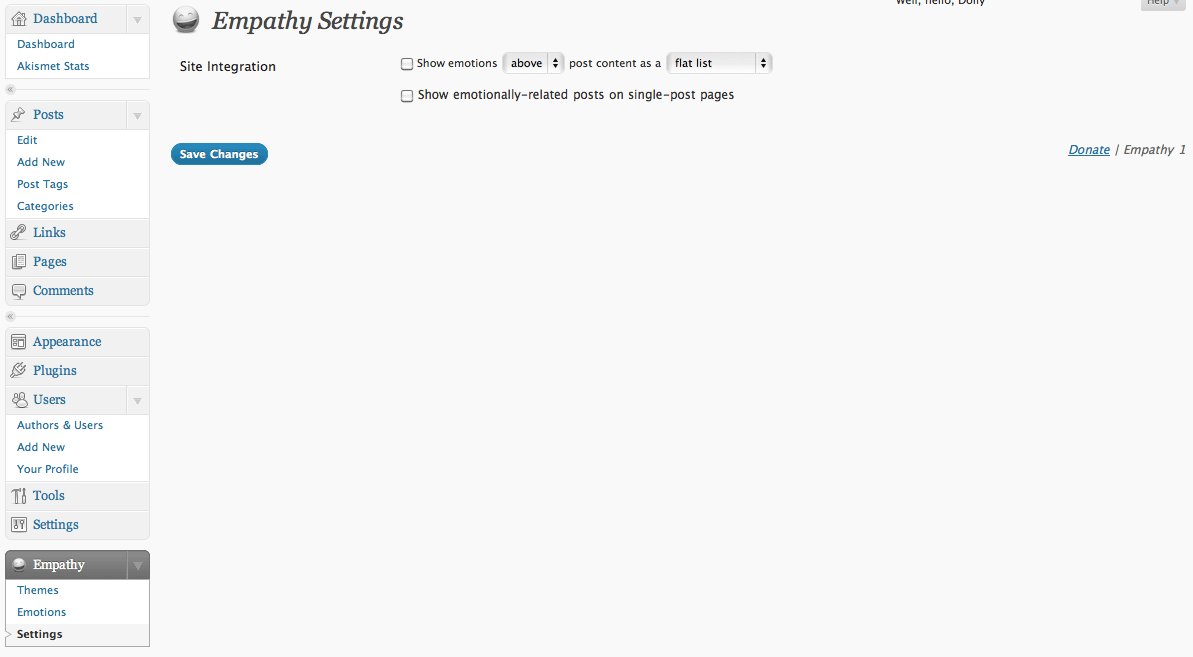 Dashboard
Dashboard
Akismet Stats
Posts
Edit
Add New
Post Tags
Categories
Links
Pages
Comments
Appearance
Plugins
Users
Authors & Users
Add New
Your Profile
Tools
Settings
Empathy
Themes
Emotions
Settings
Well, hello, Dolly
Help
Empathy Settings
Site Integration
Show emotions above post content as a flat list
Show emotionally-related posts on single-post pages
Save Changes
Donate | Empathy 1